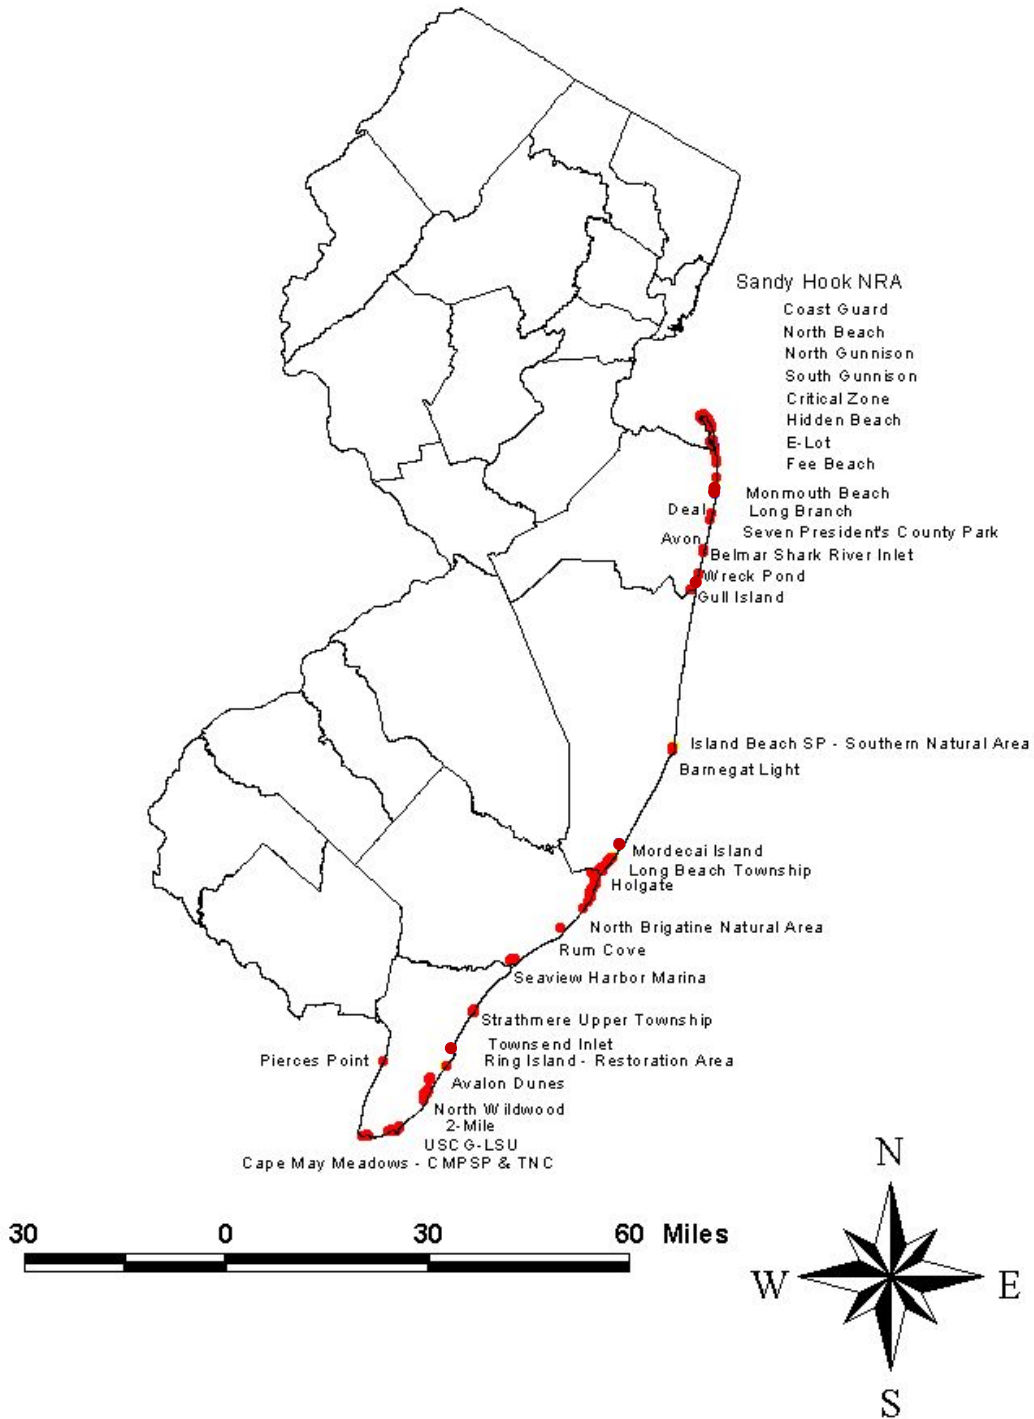 Sandy Hook NRA
Coast Guard
North Beach
North Gunnison
South Gunnison
Critical Zone
Hidden Beach
E-Lot
Fee Beach
Monmouth Beach
Deal
Long Branch
Seven President's County Park
Avon
Belmar Shark River Inlet
Wreck Pond
Gull Island
Island Beach SP - Southern Natural Area
Barnegat Light
Mordecai Island
Long Beach Township
Holgate
North Brigatine Natural Area
Rum Cove
Seaview Harbor Marina
Strathmere Upper Township
Townsend Inlet
Pierces Point
Ring Island - Restoration Area
Avalon Dunes
North Wildwood
2-Mile
USCG-LSU
Cape May Meadows - CMPSP & TNC
30 0 30 60 Miles
N
W E
S